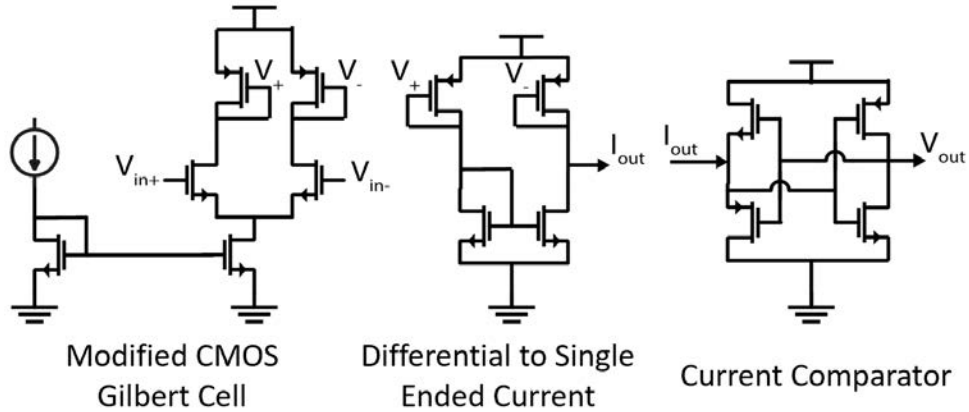 V+
V-
Vin+
Vin-
Modified CMOS
Gilbert Cell
V+
V-
Iout
Differential to Single
Ended Current
Iout
Vout
Current Comparator